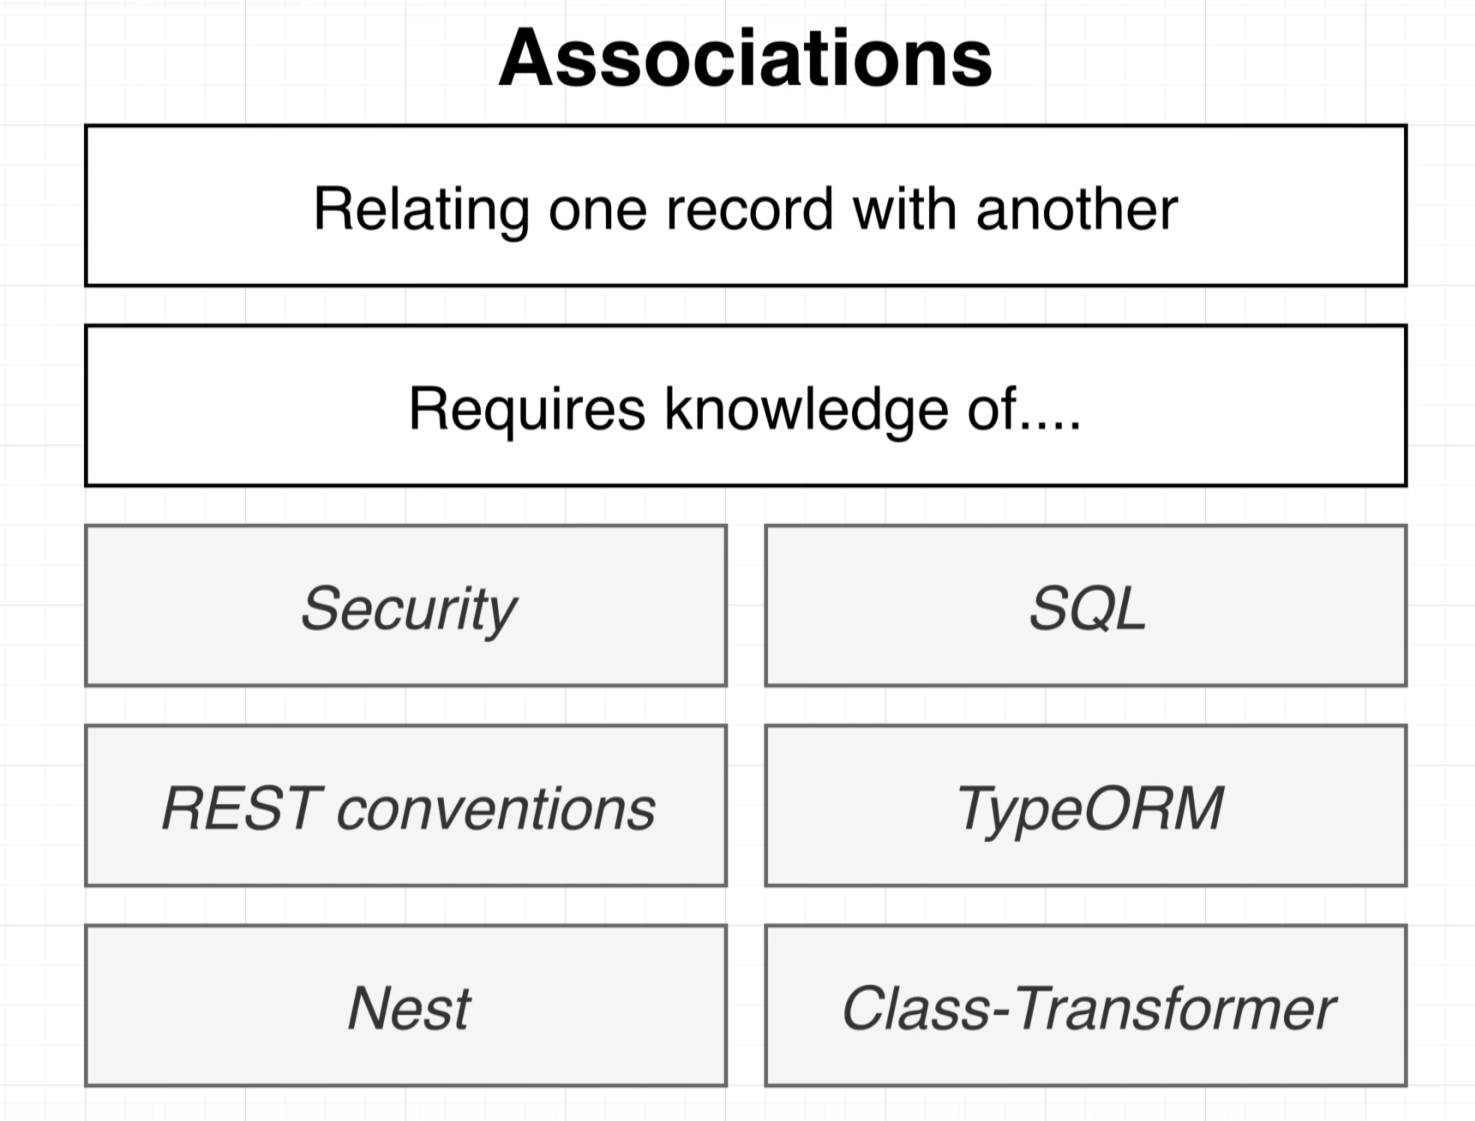 Associations
Relating one record with another
Requires knowledge of....
Security
SQL
REST conventions
TypeORM
Nest
Class-Transformer